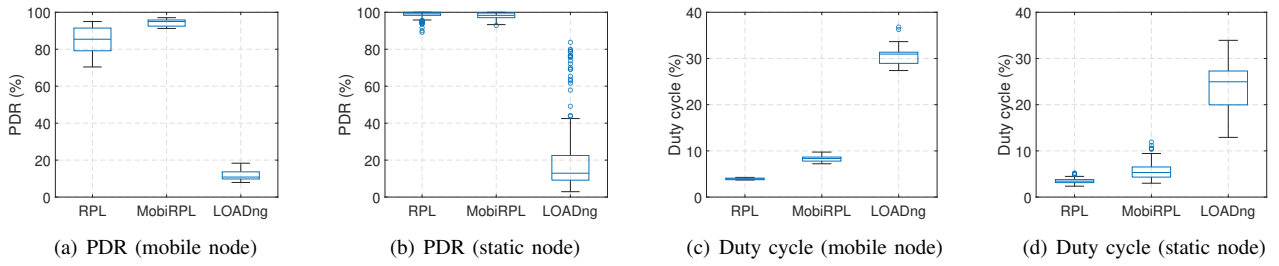 100
80
60
40
20
0
PDR (%)
RPL MobiRPL LOADng
(a) PDR (mobile node)
100
80
60
40
20
0
PDR (%)
RPL MobiRPL LOADng
(b) PDR (static node)
40
30
20
10
0
Duty cycle (%)
RPL MobiRPL LOADng
(c) Duty cycle (mobile node)
40
30
20
10
0
Duty cycle (%)
RPL MobiRPL LOADng
(d) Duty cycle (static node)